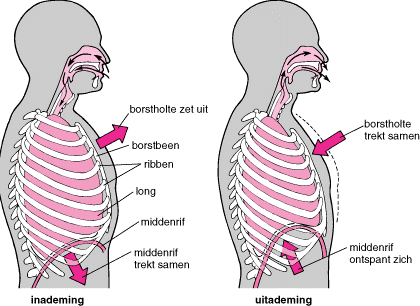 borstholte zet uit
borstbeen
ribben
long
middenrif
middenrif
trekt samen
inademing
borstholte
trekt samen
middenrif
ontspant zich
uitademing